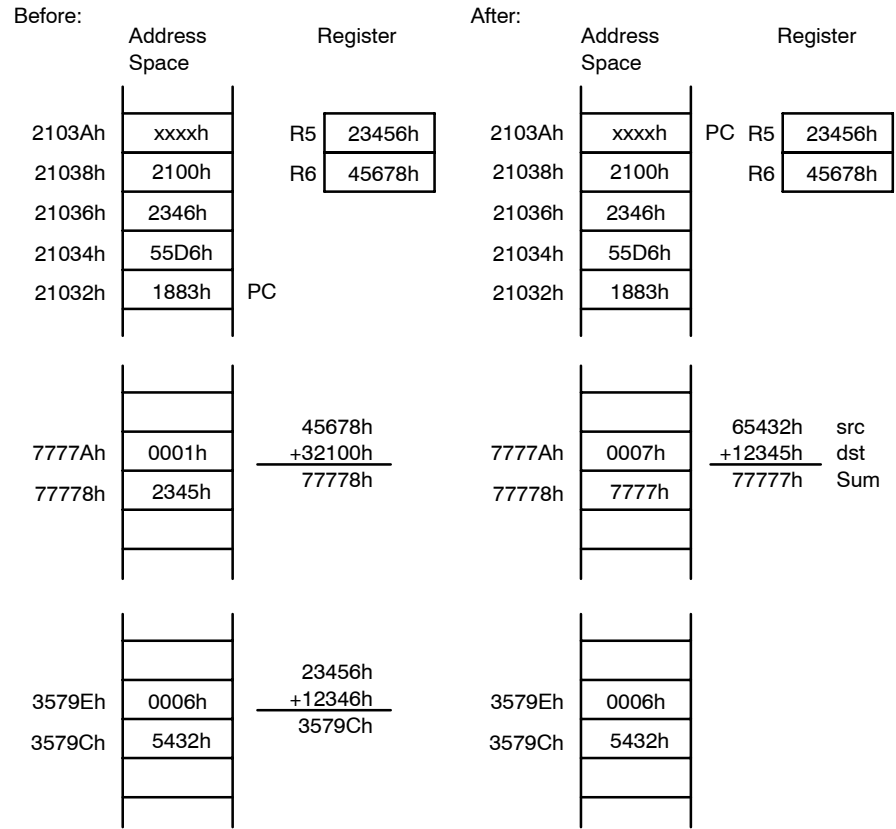 Before: After:
Address Space Register Address Space Register
2103Ah xxxxh R5 23456h 2103Ah xxxxh PC R5 23456h
21038h 2100h R6 45678h 21038h 2100h R6 45678h
21036h 2346h 21036h 2346h
21034h 55D6h 21034h 55D6h
21032h 1883h PC 21032h 1883h
45678h 65432h src
7777Ah 0001h +32100h 7777Ah 0007h +12345h dst
77778h 77777h Sum
77778h 2345h 77778h 7777h
23456h
3579Eh 0006h +12346h 3579Eh 0006h
3579Ch
3579Ch 5432h 3579Ch 5432h